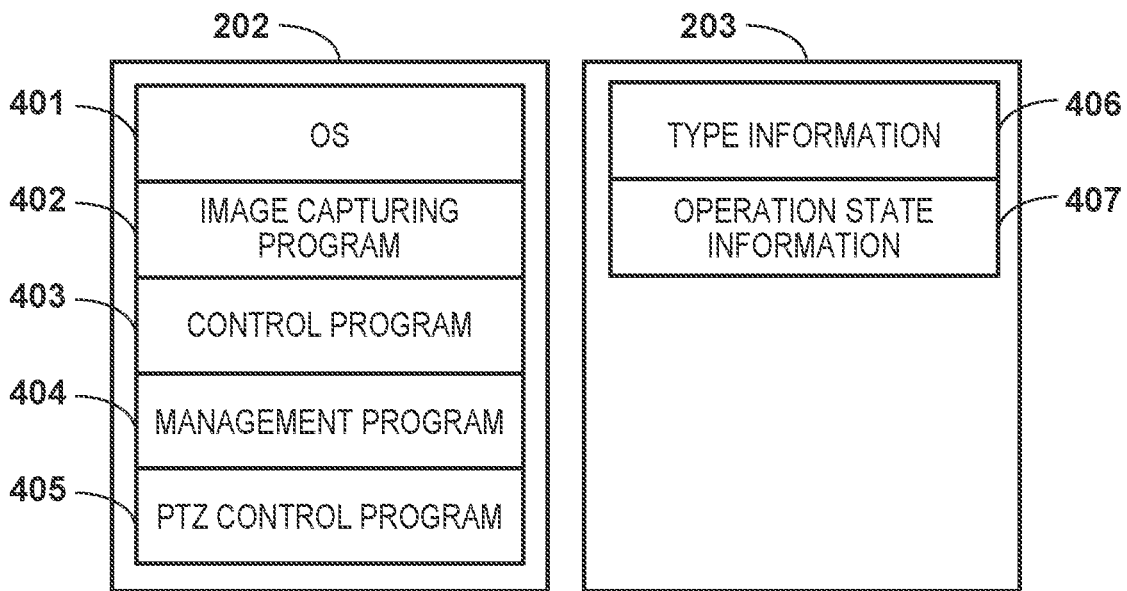 202
203
401
OS
402
IMAGE CAPTURING
PROGRAM
403
CONTROL PROGRAM
404
MANAGEMENT PROGRAM
405
PTZ CONTROL PROGRAM
TYPE INFORMATION
406
OPERATION STATE
INFORMATION
407